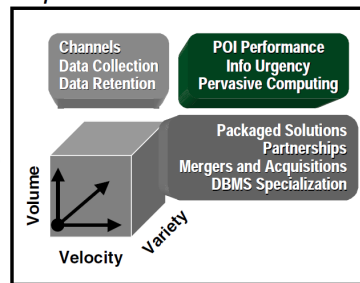 Channels
Data Collection
Data Retention
POI Performance
Info Urgency
Pervasive Computing
Packaged Solutions
Partnerships
Mergers and Acquisitions
DBMS Specialization
Volume
Velocity
Variety